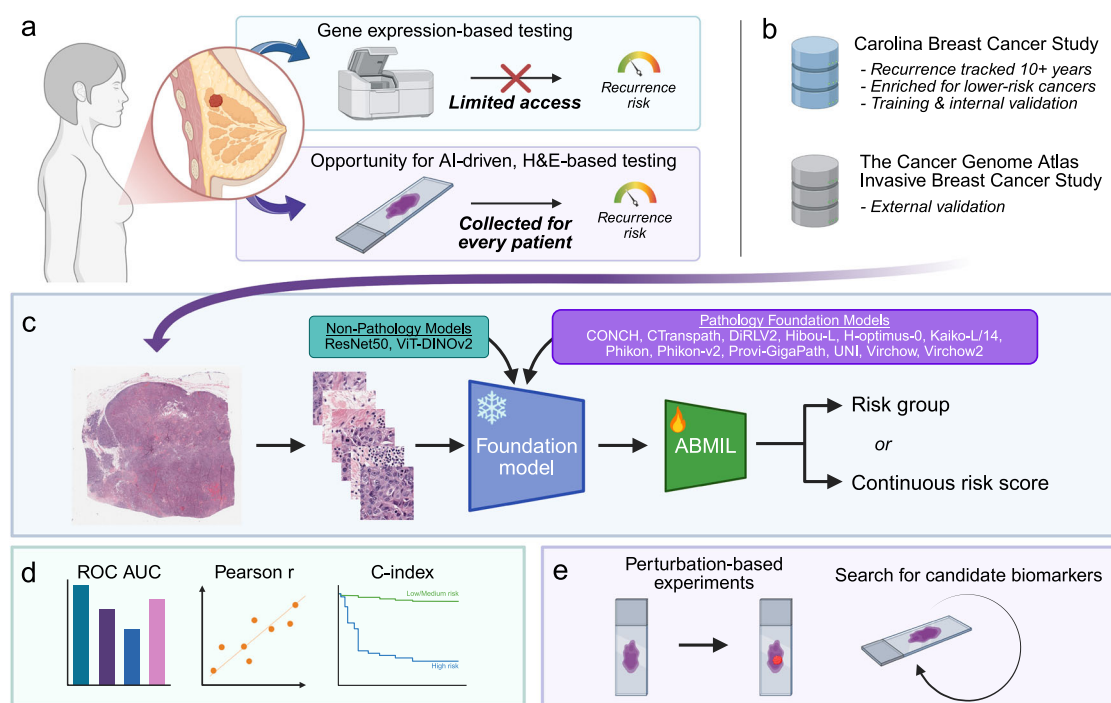 a
Gene expression-based testing
Limited access
Recurrence
risk
Opportunity for AI-driven, H&E-based testing
Collected for
every patient
Recurrence
risk
b
Carolina Breast Cancer Study
- Recurrence tracked 10+ years
- Enriched for lower-risk cancers
- Training & internal validation
The Cancer Genome Atlas
Invasive Breast Cancer Study
- External validation
c
Non-Pathology Models
ResNet50, ViT-DINOv2
Pathology Foundation Models
CONCH, CTranspath, DiRLV2, Hibou-L, H-optimus-0, Kaiko-L/14,
Phikon, Phikon-v2, Provi-GigaPath, UNI, Virchow, Virchow2
Foundation
model
ABMIL
Risk group
or
Continuous risk score
d
ROC AUC
Pearson r
C-index
Low/Medium risk
High risk
e
Perturbation-based
experiments
Search for candidate biomarkers